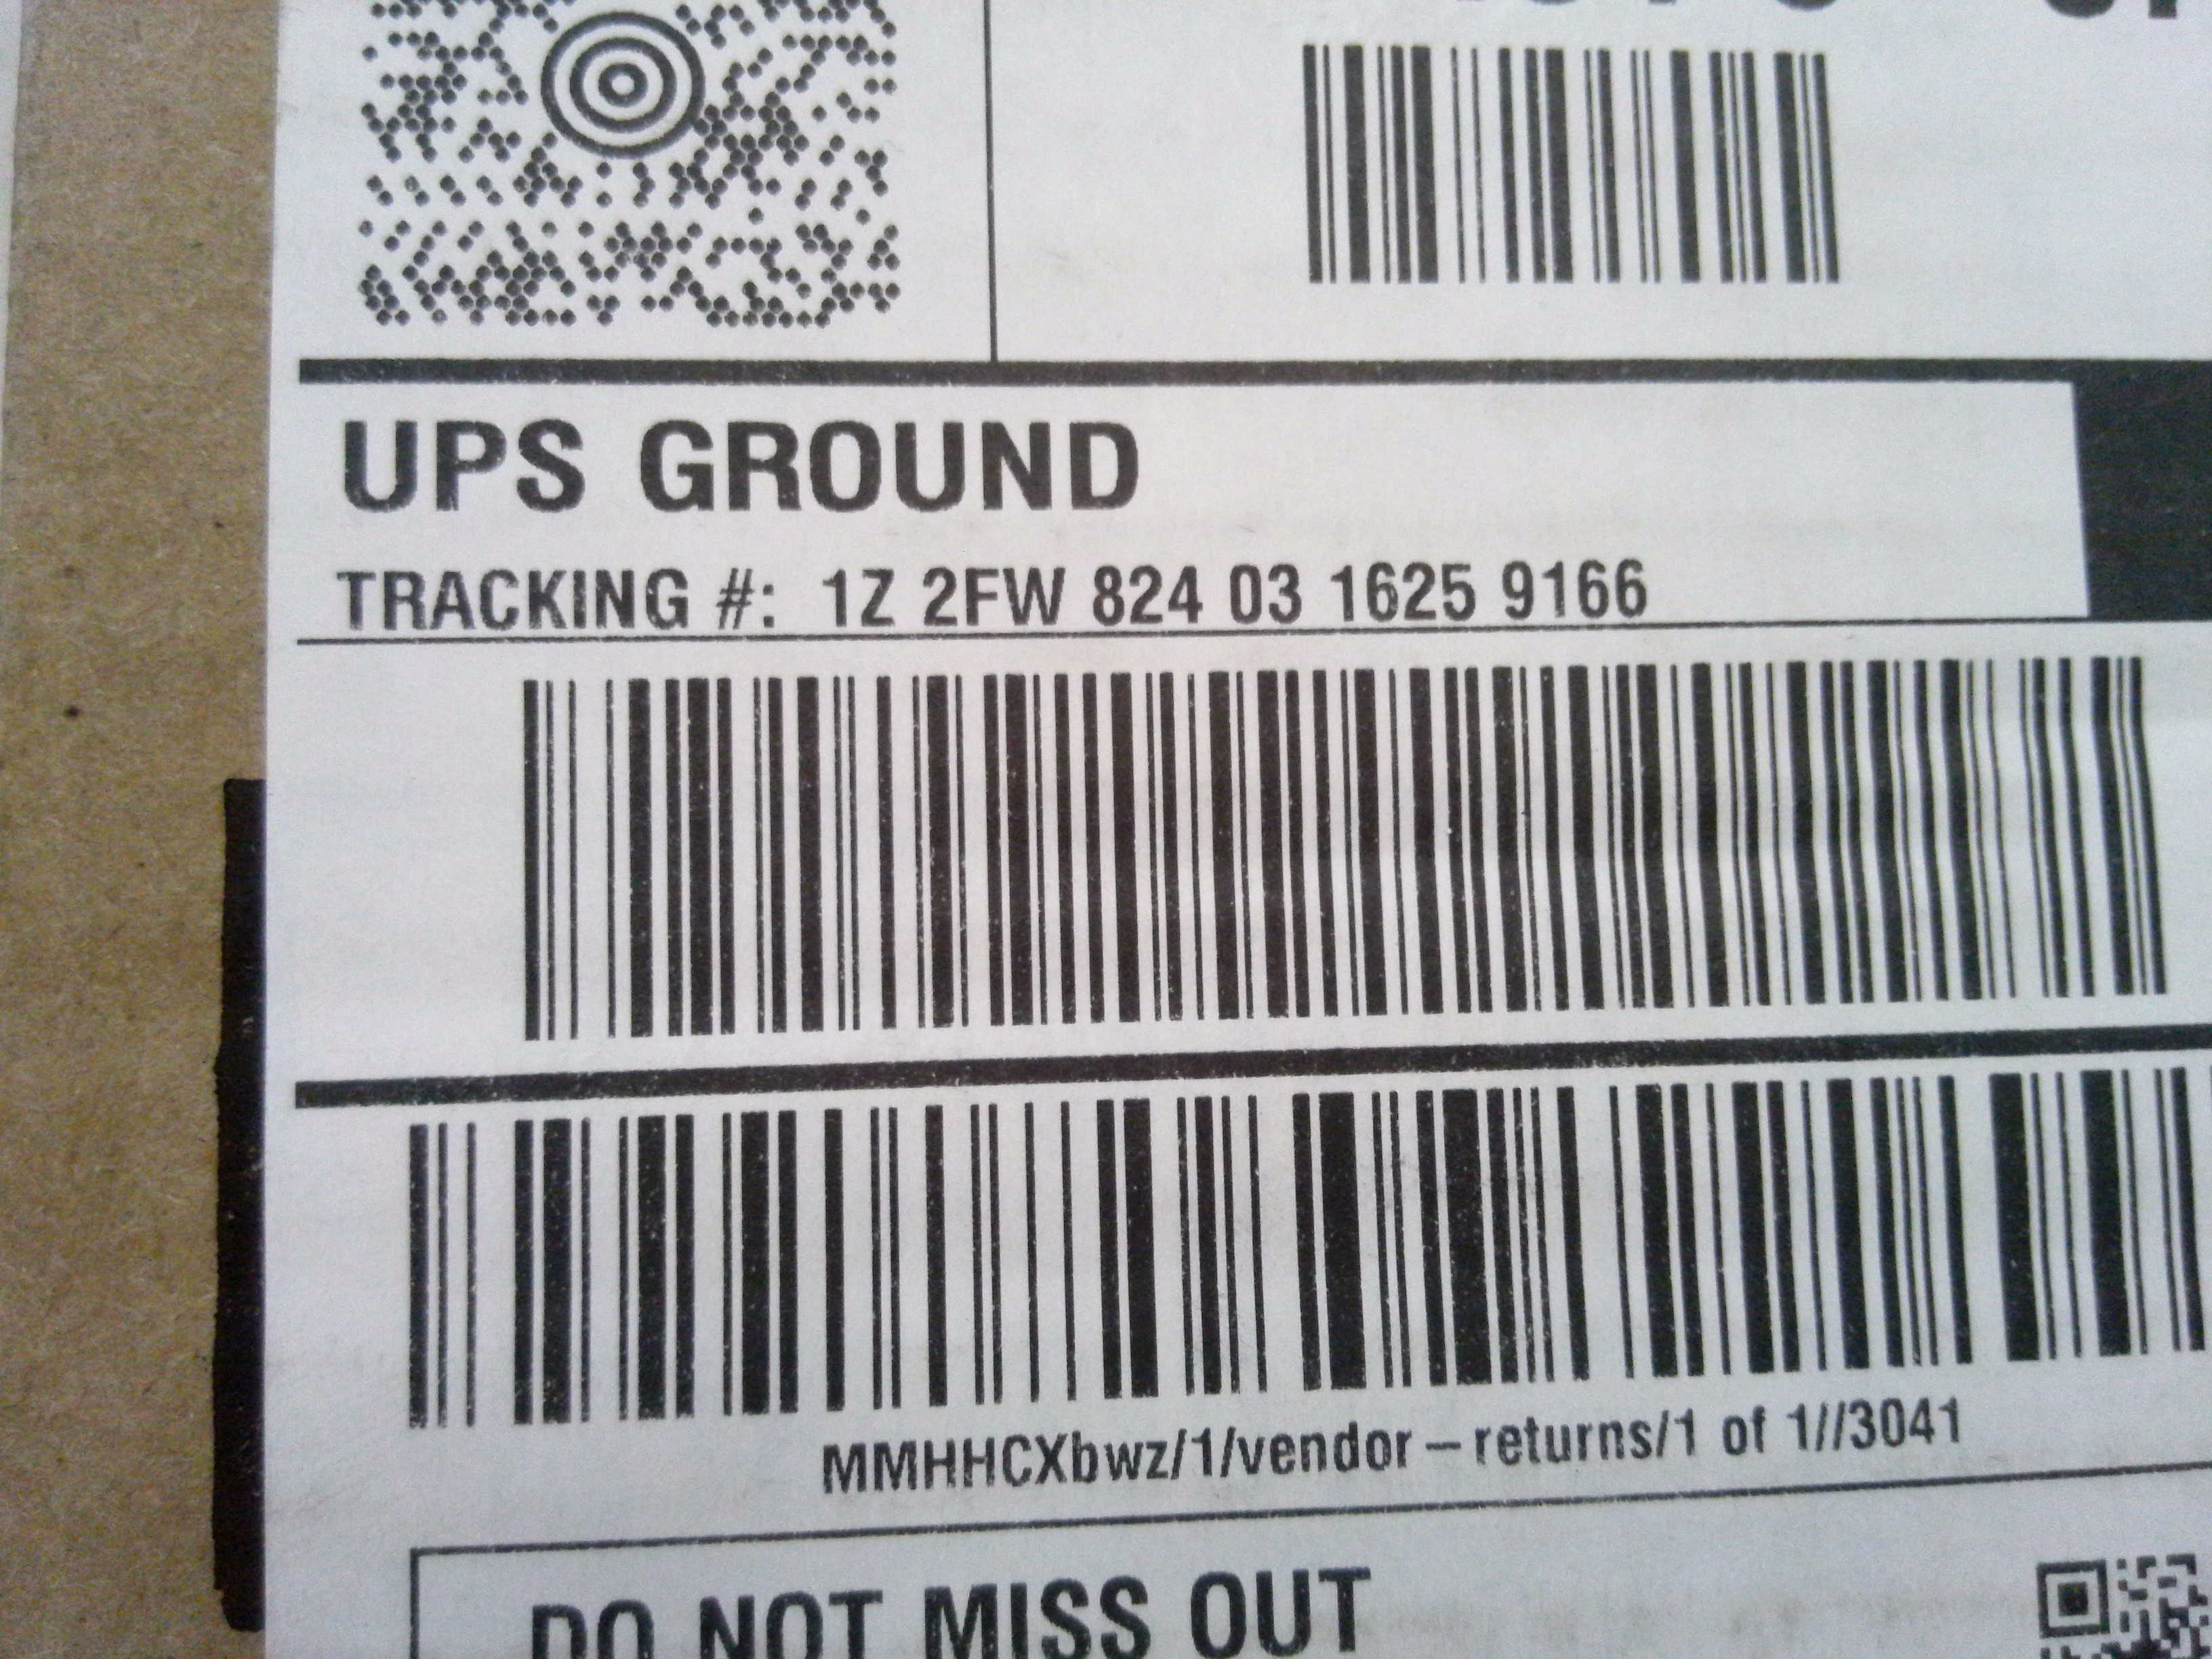 UPS GROUND
TRACKING #: 1Z 2FW 824 03 1625 9166
MMHHCXbwz/1/vendor-returns/1 of 1//3041
DO NOT MISS OUT